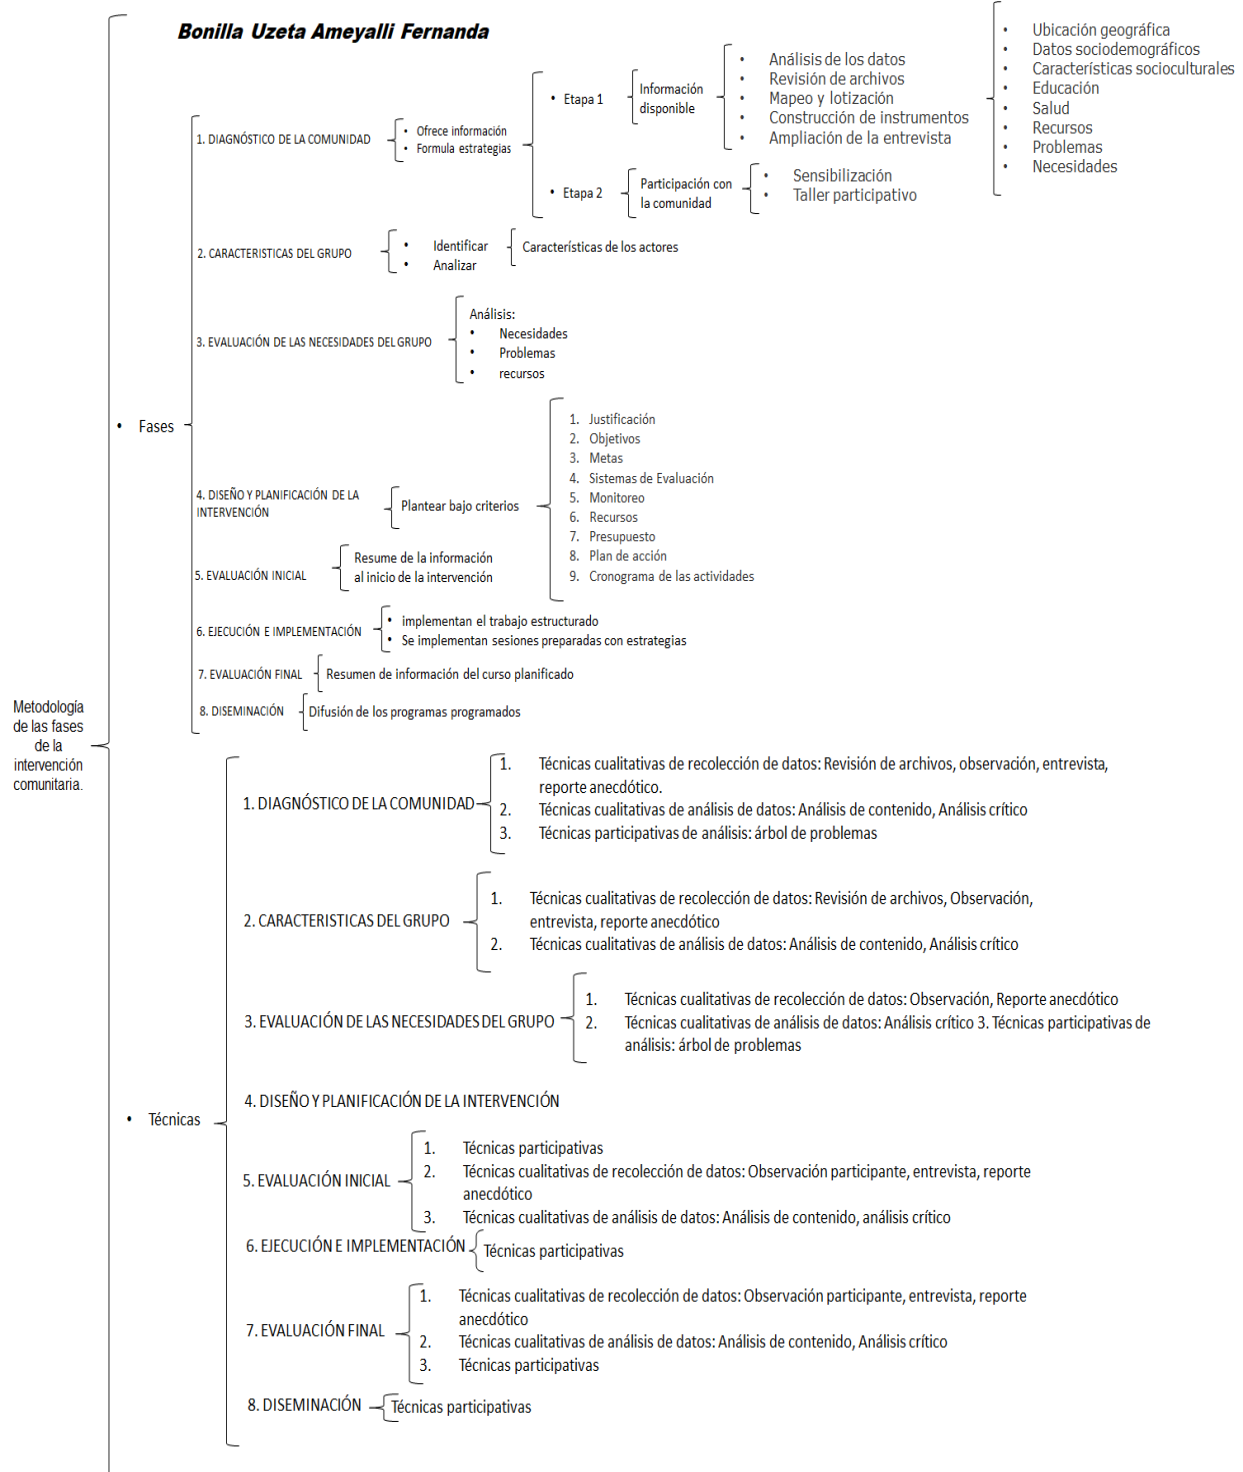 Bonilla Uzeta Ameyalli Fernanda
Metodología
de las fases
de la
intervención
comunitaria.
• Fases
1. DIAGNÓSTICO DE LA COMUNIDAD
• Ofrece información
• Formula estrategias
• Etapa 1
Información
disponible
• Análisis de los datos
• Revisión de archivos
• Mapeo y lotización
• Construcción de instrumentos
• Ampliación de la entrevista
• Ubicación geográfica
• Datos sociodemográficos
• Características socioculturales
• Educación
• Salud
• Recursos
• Problemas
• Necesidades
• Etapa 2
Participación con
la comunidad
• Sensibilización
• Taller participativo
2. CARACTERISTICAS DEL GRUPO
• Identificar
• Analizar
Características de los actores
3. EVALUACIÓN DE LAS NECESIDADES DEL GRUPO
Análisis:
• Necesidades
• Problemas
• recursos
4. DISEÑO Y PLANIFICACIÓN DE LA
INTERVENCIÓN
Plantear bajo criterios
1. Justificación
2. Objetivos
3. Metas
4. Sistemas de Evaluación
5. Monitoreo
6. Recursos
7. Presupuesto
8. Plan de acción
9. Cronograma de las actividades
5. EVALUACIÓN INICIAL
Resume de la información
al inicio de la intervención
6. EJECUCIÓN E IMPLEMENTACIÓN
• implementan el trabajo estructurado
• Se implementan sesiones preparadas con estrategias
7. EVALUACIÓN FINAL
Resumen de información del curso planificado
8. DISEMINACIÓN
Difusión de los programas programados
• Técnicas
1. DIAGNÓSTICO DE LA COMUNIDAD
1. Técnicas cualitativas de recolección de datos: Revisión de archivos, observación, entrevista,
reporte anecdótico.
2. Técnicas cualitativas de análisis de datos: Análisis de contenido, Análisis crítico
3. Técnicas participativas de análisis: árbol de problemas
2. CARACTERISTICAS DEL GRUPO
1. Técnicas cualitativas de recolección de datos: Revisión de archivos, Observación,
entrevista, reporte anecdótico
2. Técnicas cualitativas de análisis de datos: Análisis de contenido, Análisis crítico
3. EVALUACIÓN DE LAS NECESIDADES DEL GRUPO
1. Técnicas cualitativas de recolección de datos: Observación, Reporte anecdótico
2. Técnicas cualitativas de análisis de datos: Análisis crítico 3. Técnicas participativas de
análisis: árbol de problemas
4. DISEÑO Y PLANIFICACIÓN DE LA INTERVENCIÓN
5. EVALUACIÓN INICIAL
1. Técnicas participativas
2. Técnicas cualitativas de recolección de datos: Observación participante, entrevista, reporte
anecdótico
3. Técnicas cualitativas de análisis de datos: Análisis de contenido, análisis crítico
6. EJECUCIÓN E IMPLEMENTACIÓN
Técnicas participativas
7. EVALUACIÓN FINAL
1. Técnicas cualitativas de recolección de datos: Observación participante, entrevista, reporte
anecdótico
2. Técnicas cualitativas de análisis de datos: Análisis de contenido, Análisis crítico
3. Técnicas participativas
8. DISEMINACIÓN
Técnicas participativas